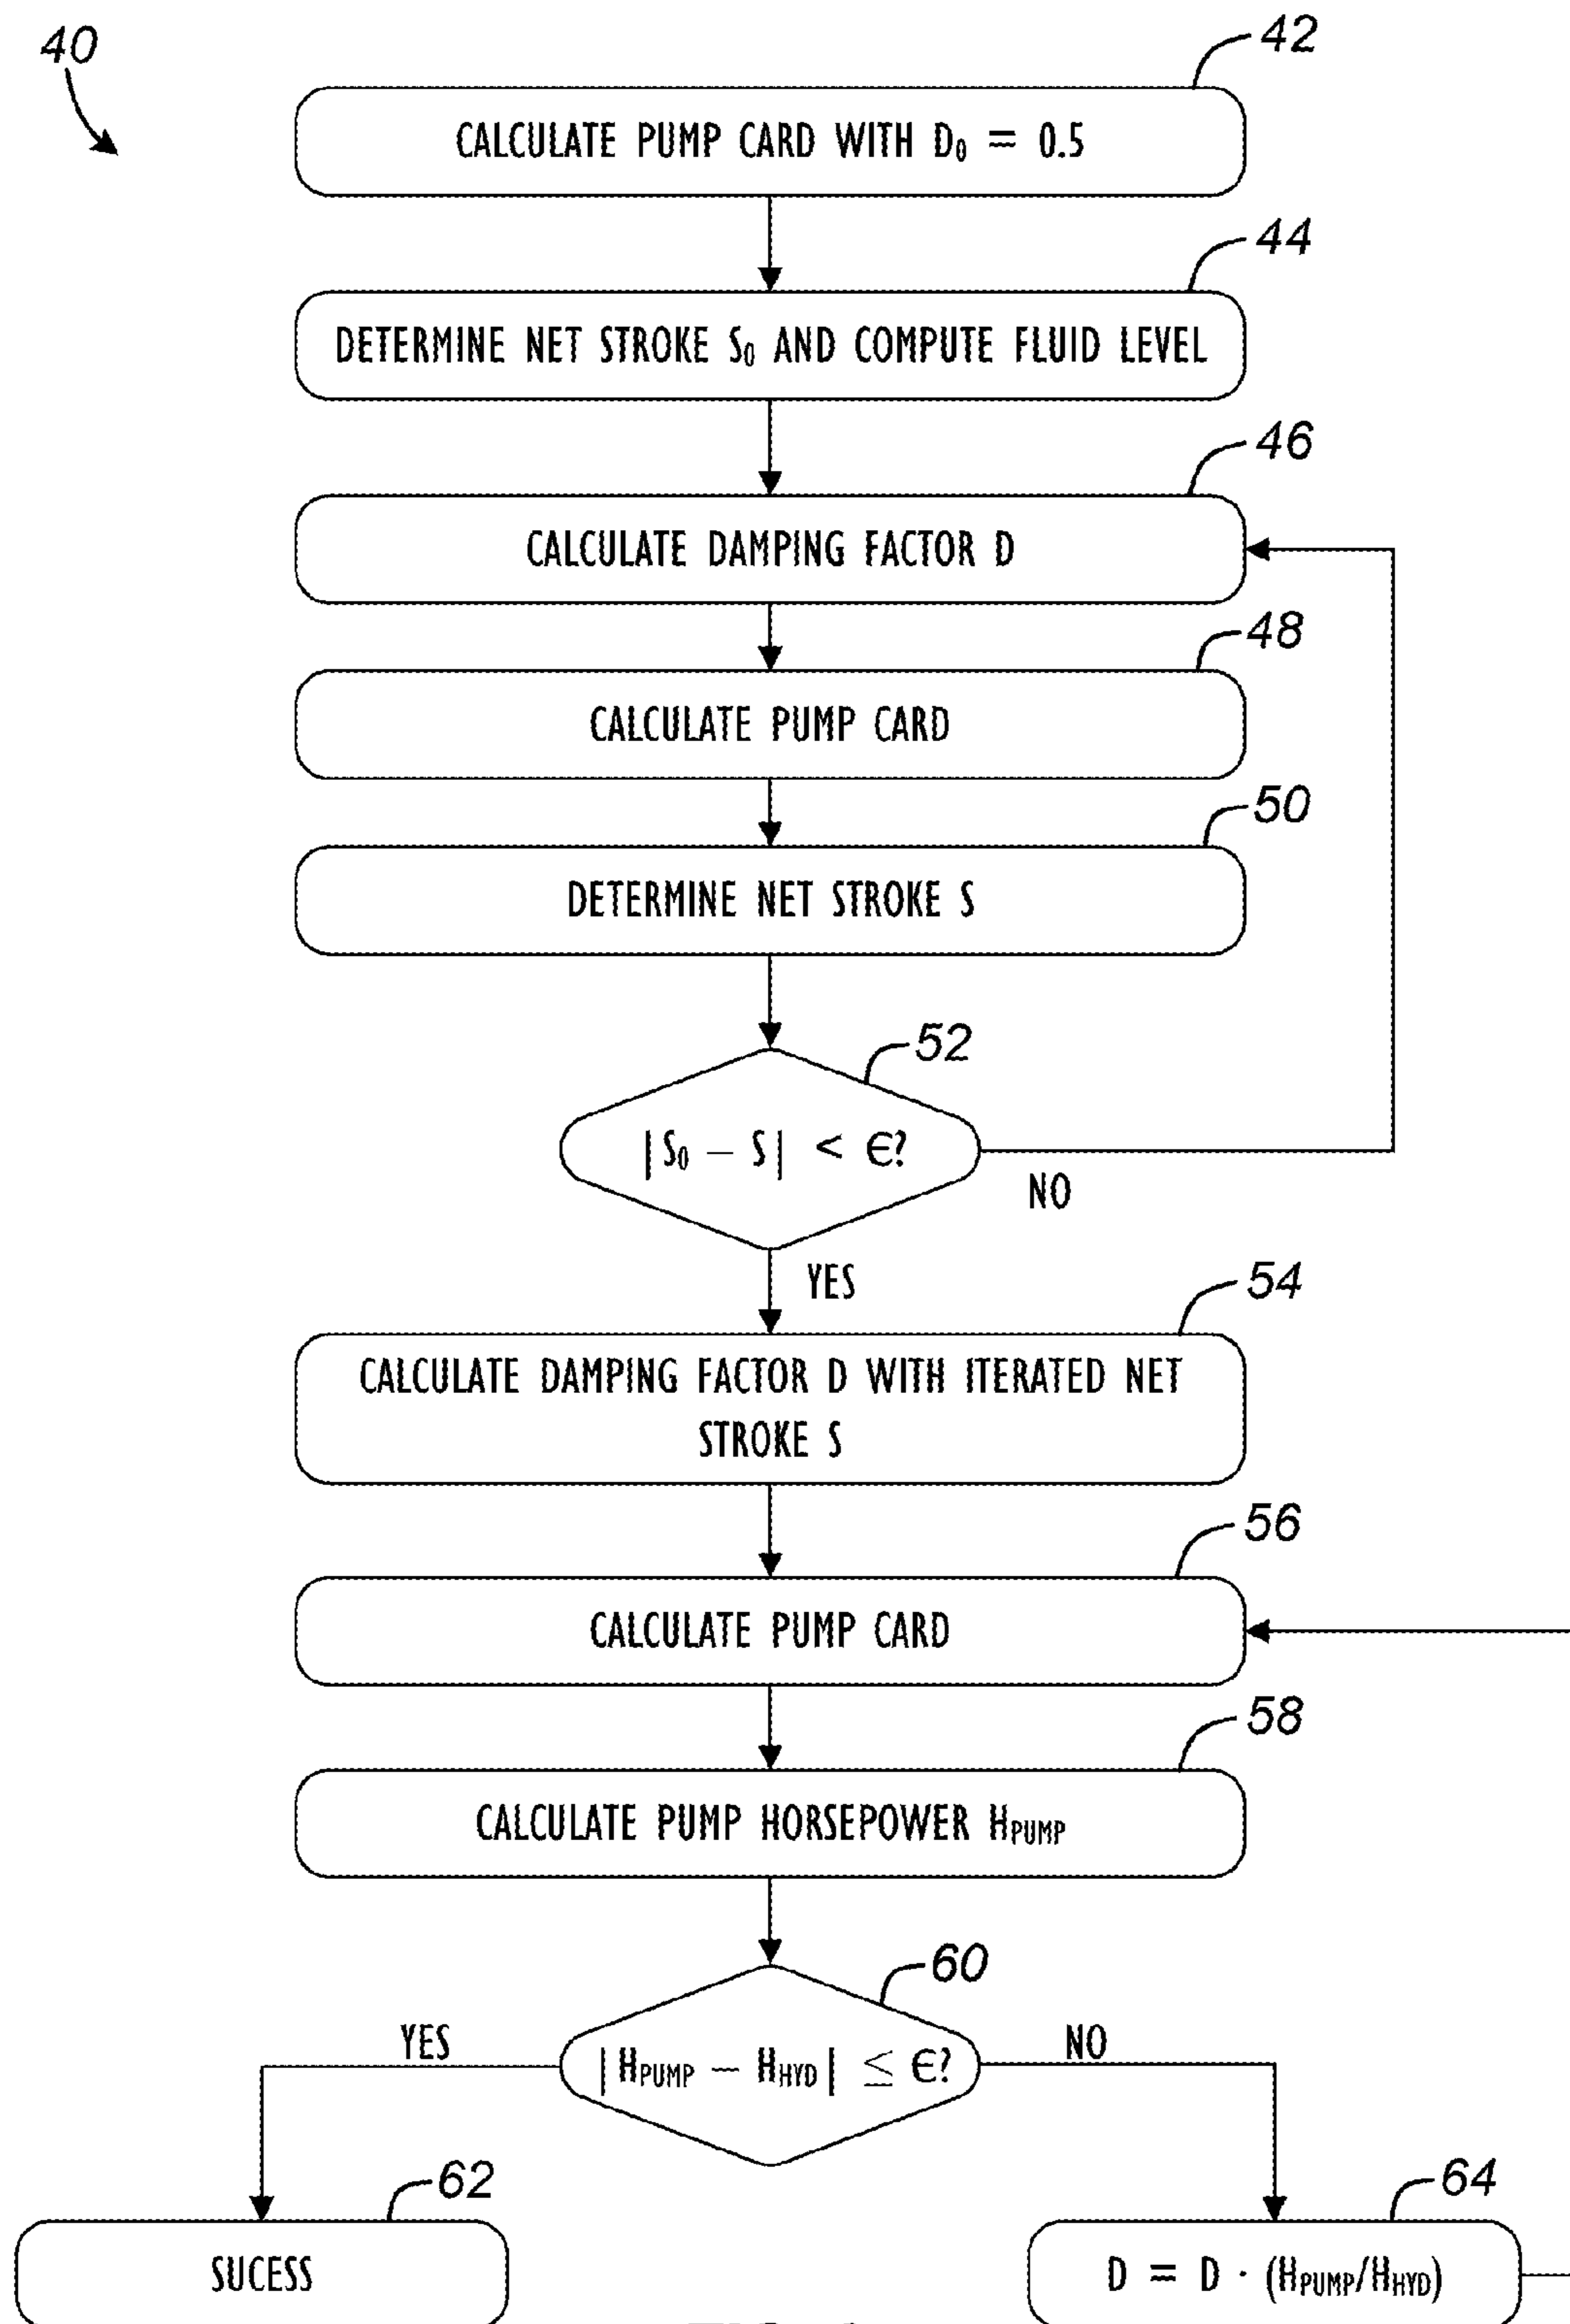 40
42
CALCULATE PUMP CARD WITH D₀ = 0.5
44
DETERMINE NET STROKE S₀ AND COMPUTE FLUID LEVEL
46
CALCULATE DAMPING FACTOR D
48
CALCULATE PUMP CARD
50
DETERMINE NET STROKE S
52
|S₀ – S| < ϵ?
NO
YES
54
CALCULATE DAMPING FACTOR D WITH ITERATED NET
STROKE S
56
CALCULATE PUMP CARD
58
CALCULATE PUMP HORSEPOWER HPUMP
60
YES
|HPUMP – HHYD| ≤ ϵ?
NO
62
SUCESS
64
D = D · (HPUMP/HHYD)